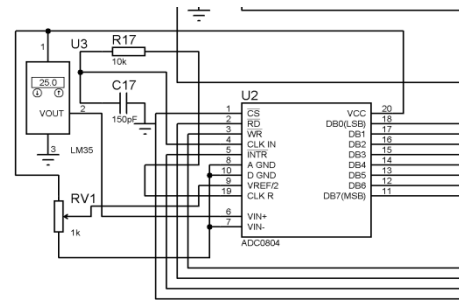 U3
R17
10k
1
25.0
VOUT
2
3
LM35
C17
150pF
RV1
1k
U2
1 CS VCC 20
2 RD DB0(LSB) 18
3 WR DB1 17
4 CLK IN DB2 16
5 INTR DB3 15
8 A GND DB4 14
10 D GND DB5 13
9 VREF/2 DB6 12
19 CLK R DB7(MSB) 11
6 VIN+
7 VIN-
ADC0804